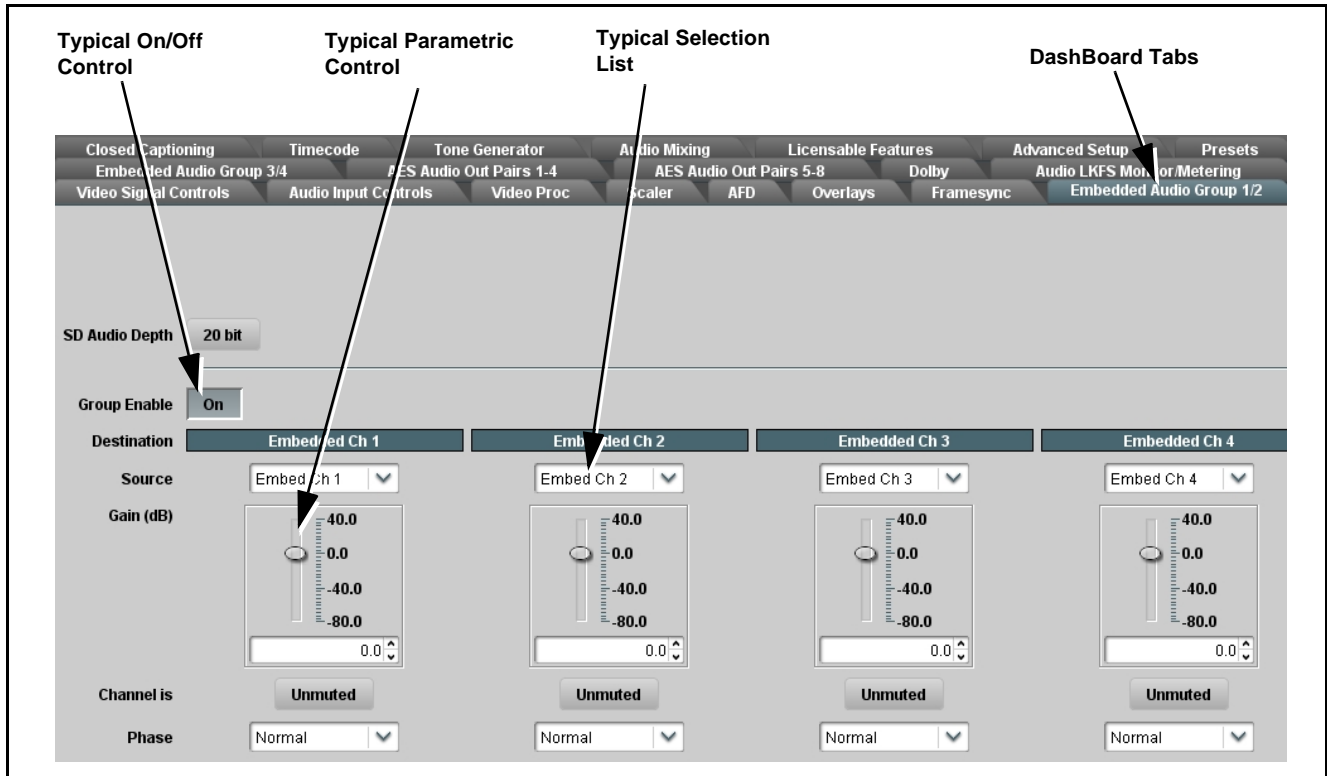 Typical On/Off
Control
Typical Parametric
Control
Typical Selection
List
DashBoard Tabs
Closed Captioning Timecode Tone Generator Audio Mixing Licensable Features Advanced Setup Presets
Embedded Audio Group 3/4 AES Audio Out Pairs 1-4 AES Audio Out Pairs 5-8 Dolby Audio LKFS Monitor/Metering
Video Signal Controls Audio Input Controls Video Proc Scaler AFD Overlays Framesync Embedded Audio Group 1/2
SD Audio Depth 20 bit
Group Enable On
Destination Embedded Ch 1 Embedded Ch 2 Embedded Ch 3 Embedded Ch 4
Source Embed Ch 1 Embed Ch 2 Embed Ch 3 Embed Ch 4
Gain (dB) 40.0 40.0 40.0 40.0
0.0 0.0 0.0 0.0
-40.0 -40.0 -40.0 -40.0
-80.0 -80.0 -80.0 -80.0
0.0 0.0 0.0 0.0
Channel is Unmuted Unmuted Unmuted Unmuted
Phase Normal Normal Normal Normal